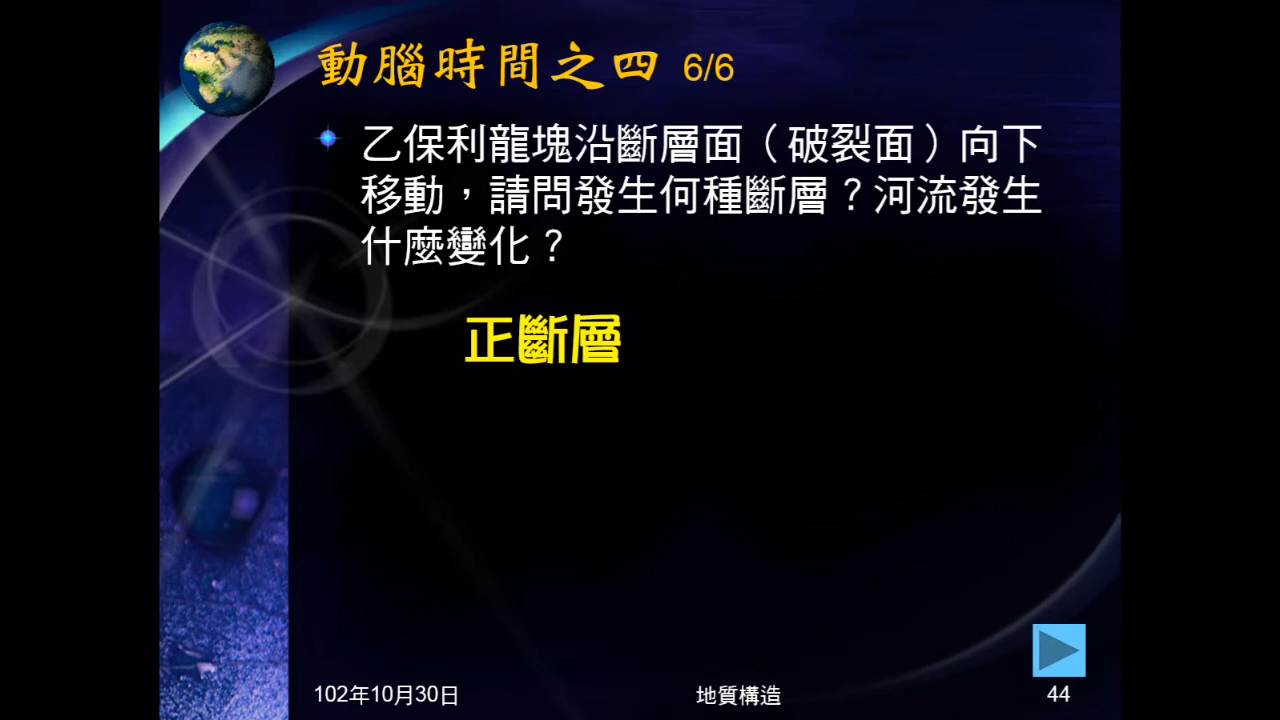 動腦時間之四 6/6
乙保利龍塊沿斷層面（破裂面）向下
移動，請問發生何種斷層？河流發生
什麼變化？
正斷層
102年10月30日
地質構造
44